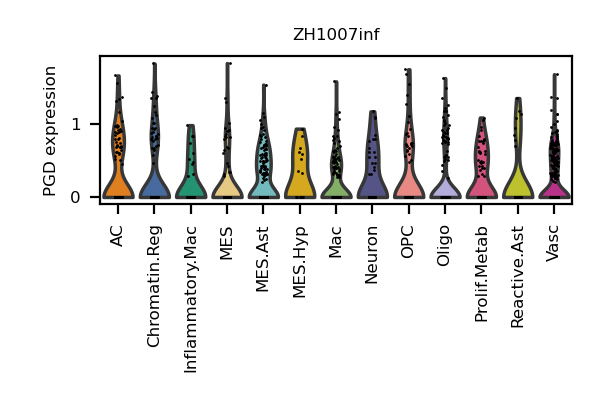 ZH1007inf
PGD expression
1
0
AC
Chromatin.Reg
Inflammatory.Mac
MES
MES.Ast
MES.Hyp
Mac
Neuron
OPC
Oligo
Prolif.Metab
Reactive.Ast
Vasc